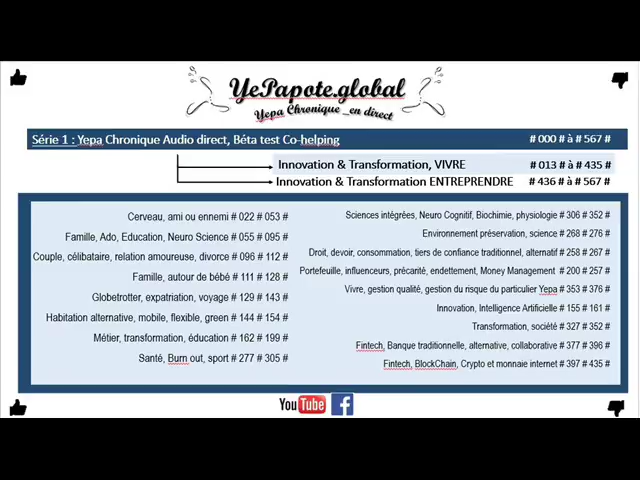 YePapote.global
Yepa Chronique _en direct
Série 1 : Yepa Chronique Audio direct, Béta test Co-helping # 000 # à # 567 #
Innovation & Transformation, VIVRE # 013 # à # 435 #
Innovation & Transformation ENTREPRENDRE # 436 # à # 567 #
Cerveau, ami ou ennemi # 022 # 053 #
Famille, Ado, Education, Neuro Science # 055 # 095 #
Couple, célibataire, relation amoureuse, divorce # 096 # 112 #
Famille, autour de bébé # 111 # 128 #
Globetrotter, expatriation, voyage # 129 # 143 #
Habitation alternative, mobile, flexible, green # 144 # 154 #
Métier, transformation, éducation # 162 # 199 #
Santé, Burn out, sport # 277 # 305 #
Sciences intégrées, Neuro Cognitif, Biochimie, physiologie # 306 # 352 #
Environnement préservation, science # 268 # 276 #
Droit, devoir, consommation, tiers de confiance traditionnel, alternatif # 258 # 267 #
Portefeuille, influenceurs, précarité, endettement, Money Management # 200 # 257 #
Vivre, gestion qualité, gestion du risque du particulier Yepa # 353 # 376 #
Innovation, Intelligence Artificielle # 155 # 161 #
Transformation, société # 327 # 352 #
Fintech, Banque traditionnelle, alternative, collaborative # 377 # 396 #
Fintech, BlockChain, Crypto et monnaie internet # 397 # 435 #
YouTube f